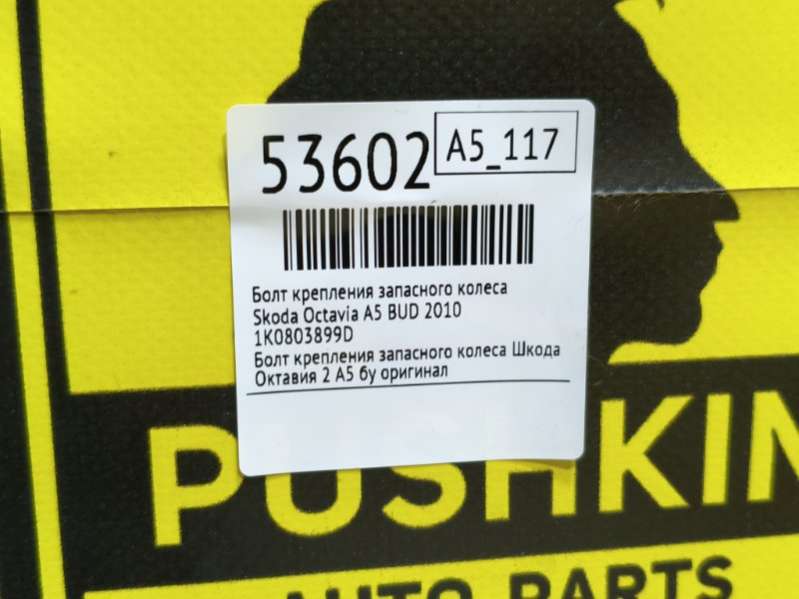 53602
A5_117
Болт крепления запасного колеса
Skoda Octavia A5 BUD 2010
1K0803899D
Болт крепления запасного колеса Шкода
Октавия 2 А5 бу оригинал
PUSHKIN
AUTO PARTS